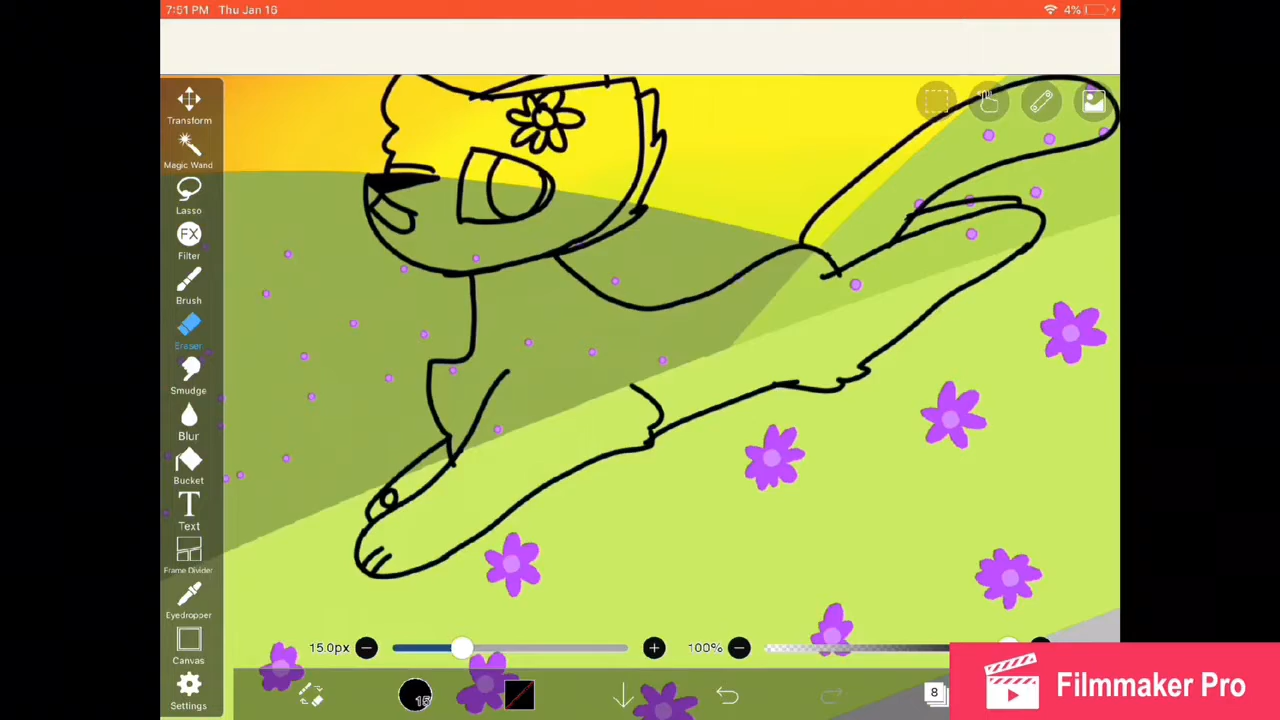 7:51 PM Thu Jan 16
4%
Transform
Magic Wand
Lasso
FX
Filter
Brush
Eraser
Smudge
Blur
Bucket
T
Text
Frame Divider
Eyedropper
Canvas
Settings
15.0px
100%
15
8
Filmmaker Pro